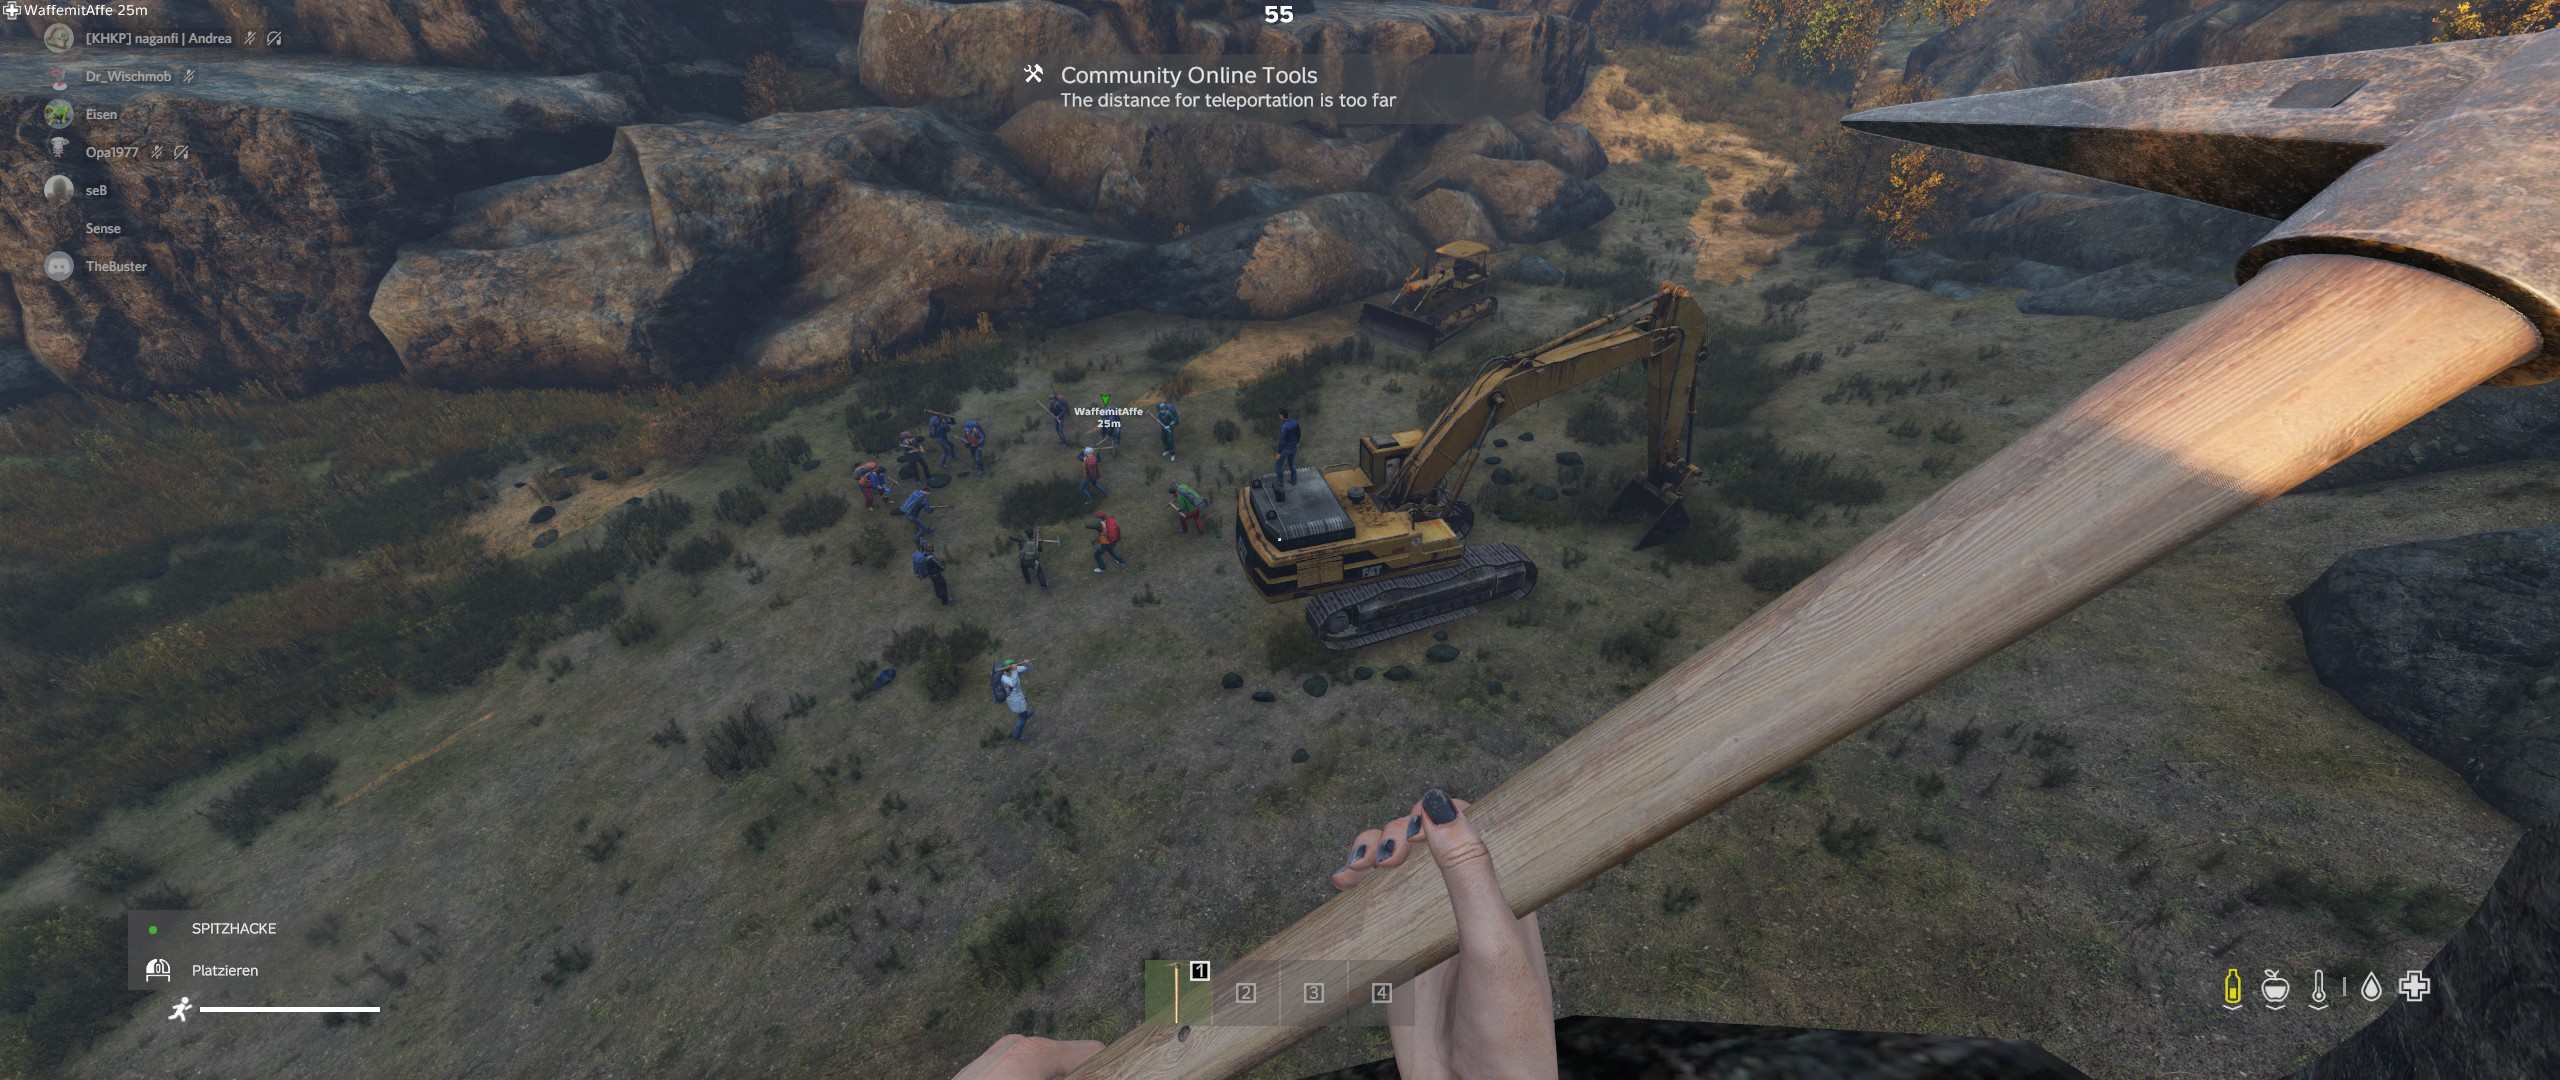 WaffemitAffe 25m
55
[KHKP] naganfi | Andrea
Dr_Wischmob
Eisen
Opa1977
seB
Sense
TheBuster
Community Online Tools
The distance for teleportation is too far
WaffemitAffe
25m
SPITZHACKE
Platzieren
1
2
3
4